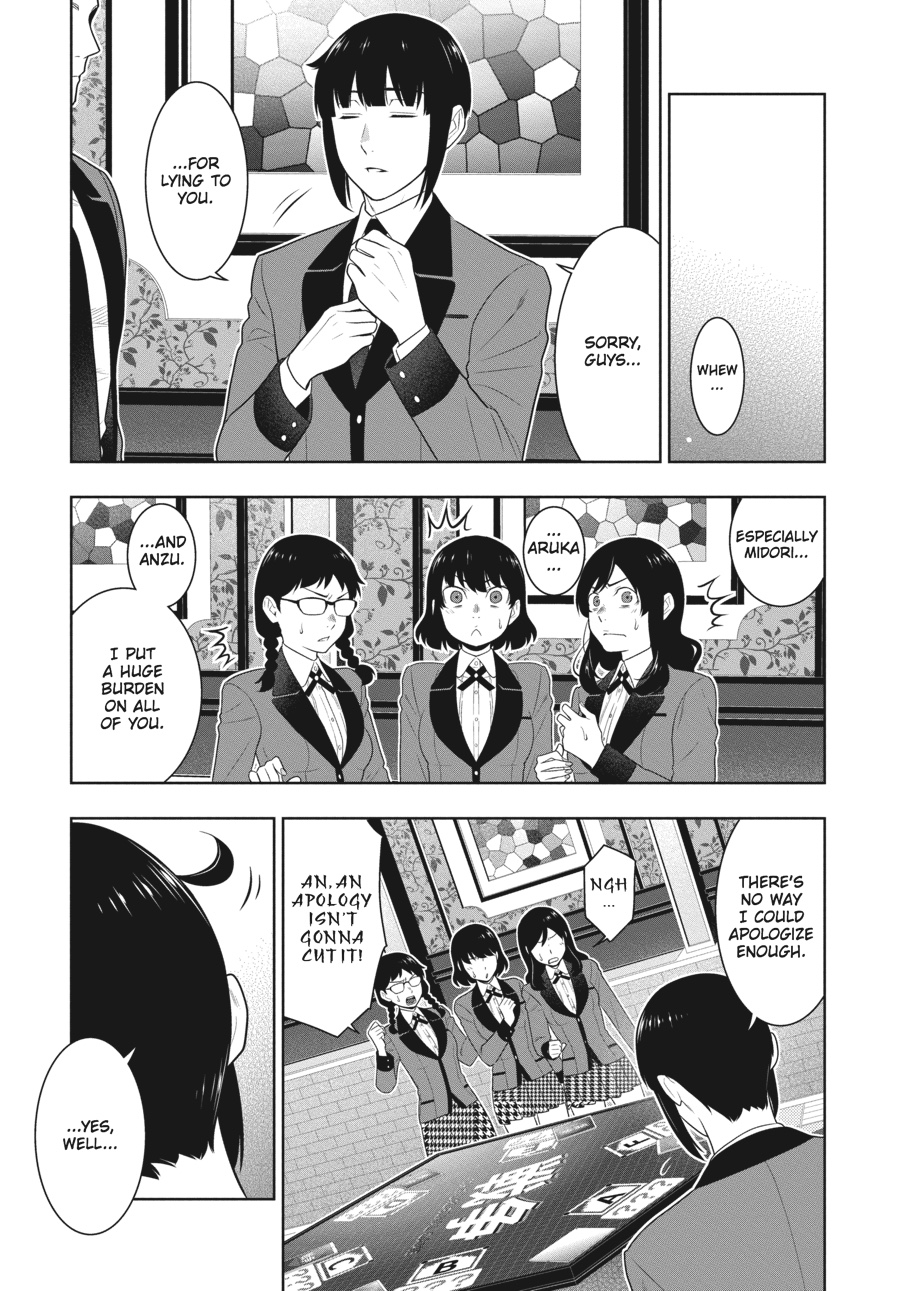 WHEW
...
SORRY,
GUYS...
...FOR
LYING TO
YOU.
ESPECIALLY
MIDORI...
...
ARUKA
...
...AND
ANZU.
I PUT
A HUGE
BURDEN
ON ALL
OF YOU.
THERE'S
NO WAY
I COULD
APOLOGIZE
ENOUGH.
NGH
...
AN, AN
APOLOGY
ISN'T
GONNA
CUT IT!
...YES,
WELL...
A
???
B
????
C
E